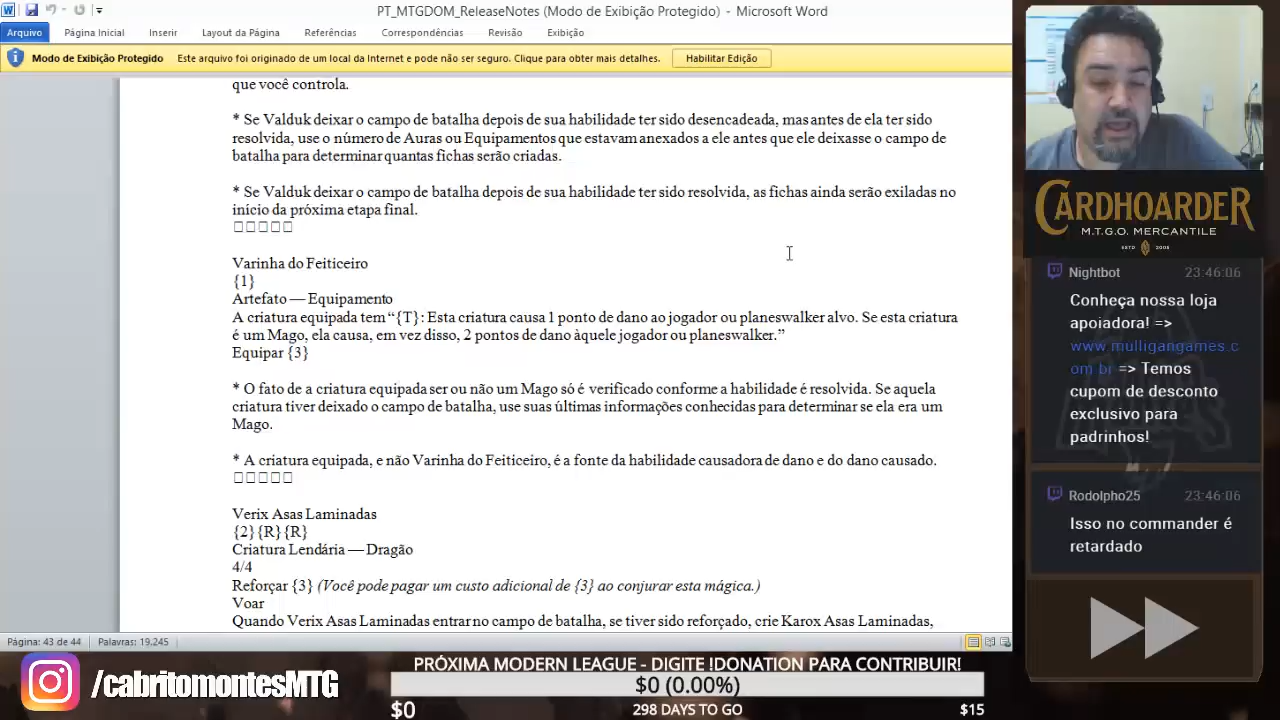 PT_MTGDOM_ReleaseNotes (Modo de Exibição Protegido) - Microsoft Word
Arquivo Página Inicial Inserir Layout da Página Referências Correspondências Revisão Exibição
Modo de Exibição Protegido Este arquivo foi originado de um local da Internet e pode não ser seguro. Clique para obter mais detalhes. Habilitar Edição
que você controla.
* Se Valduk deixar o campo de batalha depois de sua habilidade ter sido desencadeada, mas antes de ela ter sido
resolvida, use o número de Auras ou Equipamentos que estavam anexados a ele antes que ele deixasse o campo de
batalha para determinar quantas fichas serão criadas.
* Se Valduk deixar o campo de batalha depois de sua habilidade ter sido resolvida, as fichas ainda serão exiladas no
início da próxima etapa final.
Varinha do Feiticeiro
{1}
Artefato — Equipamento
A criatura equipada tem “{T}: Esta criatura causa 1 ponto de dano ao jogador ou planeswalker alvo. Se esta criatura
é um Mago, ela causa, em vez disso, 2 pontos de dano àquele jogador ou planeswalker.”
Equipar {3}
* O fato de a criatura equipada ser ou não um Mago só é verificado conforme a habilidade é resolvida. Se aquela
criatura tiver deixado o campo de batalha, use suas últimas informações conhecidas para determinar se ela era um
Mago.
* A criatura equipada, e não Varinha do Feiticeiro, é a fonte da habilidade causadora de dano e do dano causado.
Verix Asas Laminadas
{2}{R}{R}
Criatura Lendária — Dragão
4/4
Reforçar {3} (Você pode pagar um custo adicional de {3} ao conjurar esta mágica.)
Voar
Quando Verix Asas Laminadas entrar no campo de batalha, se tiver sido reforçado, crie Karox Asas Laminadas,
Página: 43 de 44 Palavras: 19.245
CARDHOARDER
M.T.G.O. MERCANTILE
ESTD 2008
Nightbot 23:46:06
Conheça nossa loja
apoiadora! =>
www.mulligangames.c
om.br => Temos
cupom de desconto
exclusivo para
padrinhos!
Rodolpho25 23:46:06
Isso no commander é
retardado
/cabritomontesMTG
PRÓXIMA MODERN LEAGUE - DIGITE !DONATION PARA CONTRIBUIR!
$0 (0.00%)
$0 298 DAYS TO GO $15